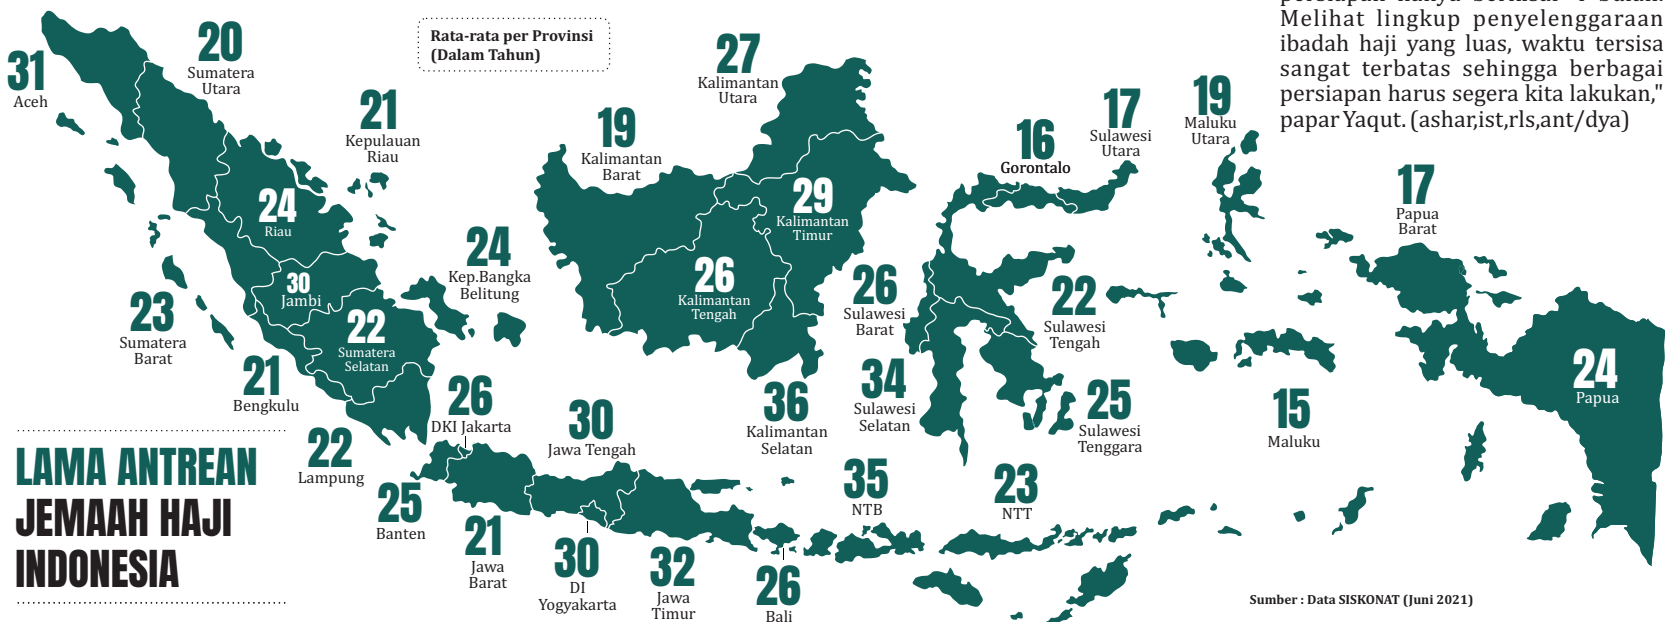 persiapan hanya
Melihat lingkup penyelenggaraan
ibadah haji yang luas, waktu tersisa
sangat terbatas sehingga berbagai
persiapan harus segera kita lakukan,"
papar Yaqut. (ashar,ist,rls,ant/dya)
Rata-rata per Provinsi
(Dalam Tahun)
31
Aceh
20
Sumatera
Utara
21
Kepulauan
Riau
24
Riau
30
Jambi
24
Kep.Bangka
Belitung
23
Sumatera
Barat
22
Sumatera
Selatan
21
Bengkulu
22
Lampung
19
Kalimantan
Barat
27
Kalimantan
Utara
29
Kalimantan
Timur
26
Kalimantan
Tengah
36
Kalimantan
Selatan
16
Gorontalo
17
Sulawesi
Utara
26
Sulawesi
Barat
22
Sulawesi
Tengah
34
Sulawesi
Selatan
25
Sulawesi
Tenggara
19
Maluku
Utara
15
Maluku
17
Papua
Barat
24
Papua
26
DKI Jakarta
25
Banten
21
Jawa
Barat
30
Jawa Tengah
30
DI
Yogyakarta
32
Jawa
Timur
26
Bali
35
NTB
23
NTT
LAMA ANTREAN
JEMAAH HAJI
INDONESIA
Sumber : Data SISKONAT (Juni 2021)